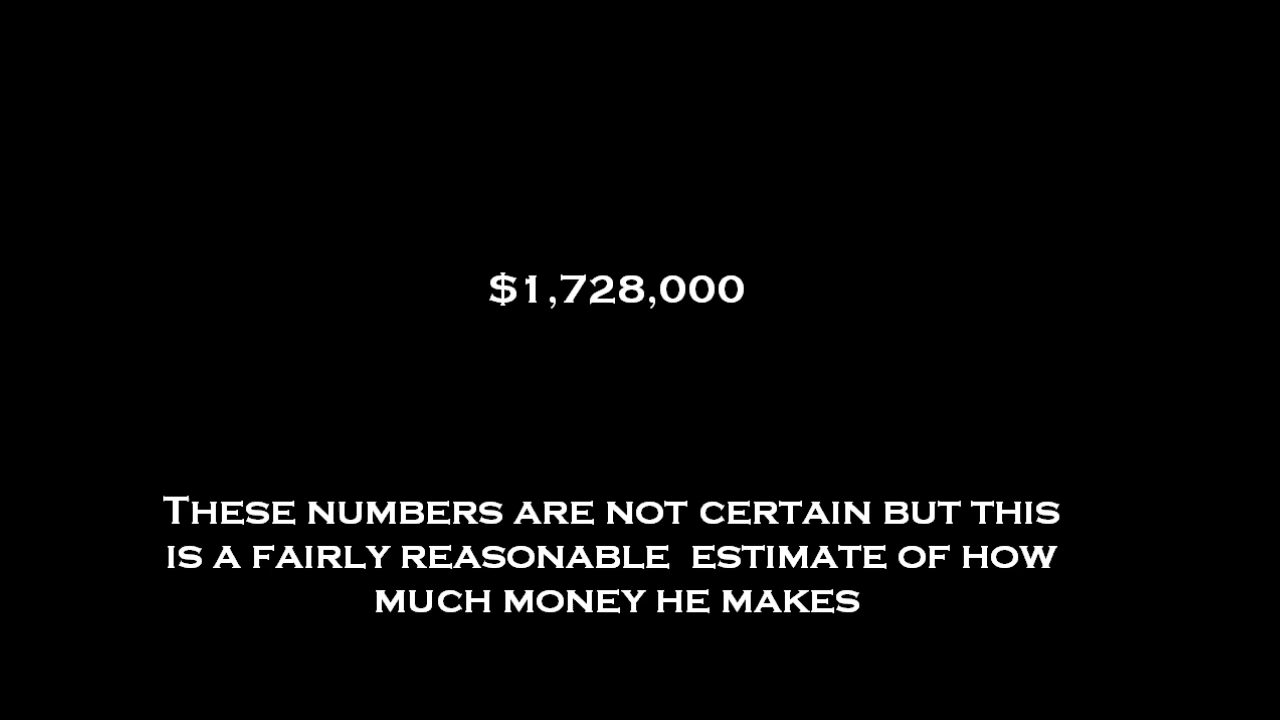 $1,728,000
These numbers are not certain but this
is a fairly reasonable  estimate of how
much money he makes